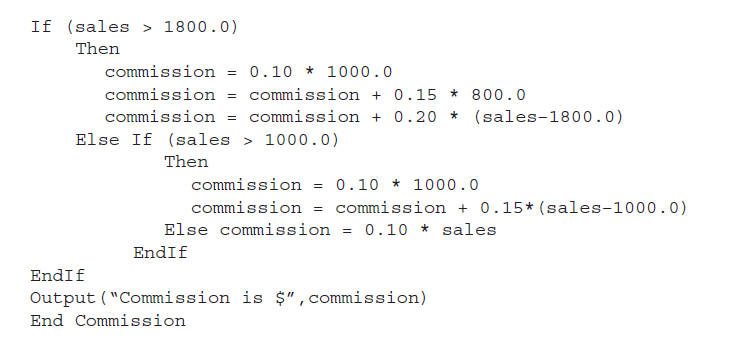 If (sales > 1800.0)
Then
commission = 0.10 * 1000.0
commission = commission + 0.15 * 800.0
commission = commission + 0.20 * (sales–1800.0)
Else If (sales > 1000.0)
Then
commission = 0.10 * 1000.0
commission = commission + 0.15*(sales–1000.0)
Else commission = 0.10 * sales
EndIf
EndIf
Output(“Commission is $”,commission)
End Commission